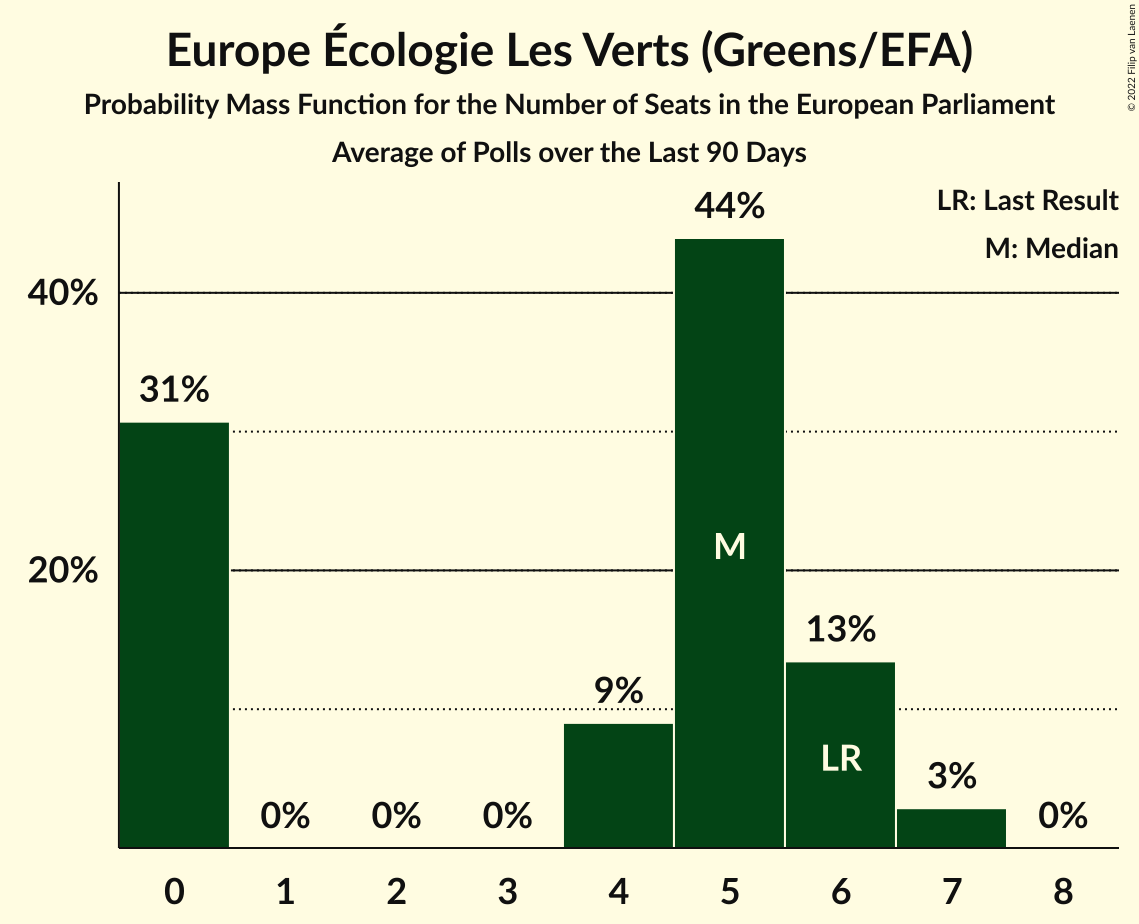 Europe Écologie Les Verts (Greens/EFA)
Probability Mass Function for the Number of Seats in the European Parliament
Average of Polls over the Last 90 Days
© 2022 Filip van Laenen
LR: Last Result
M: Median
44%
40%
31%
M
20%
13%
9%
LR
3%
0% 0% 0% 0%
0 1 2 3 4 5 6 7 8